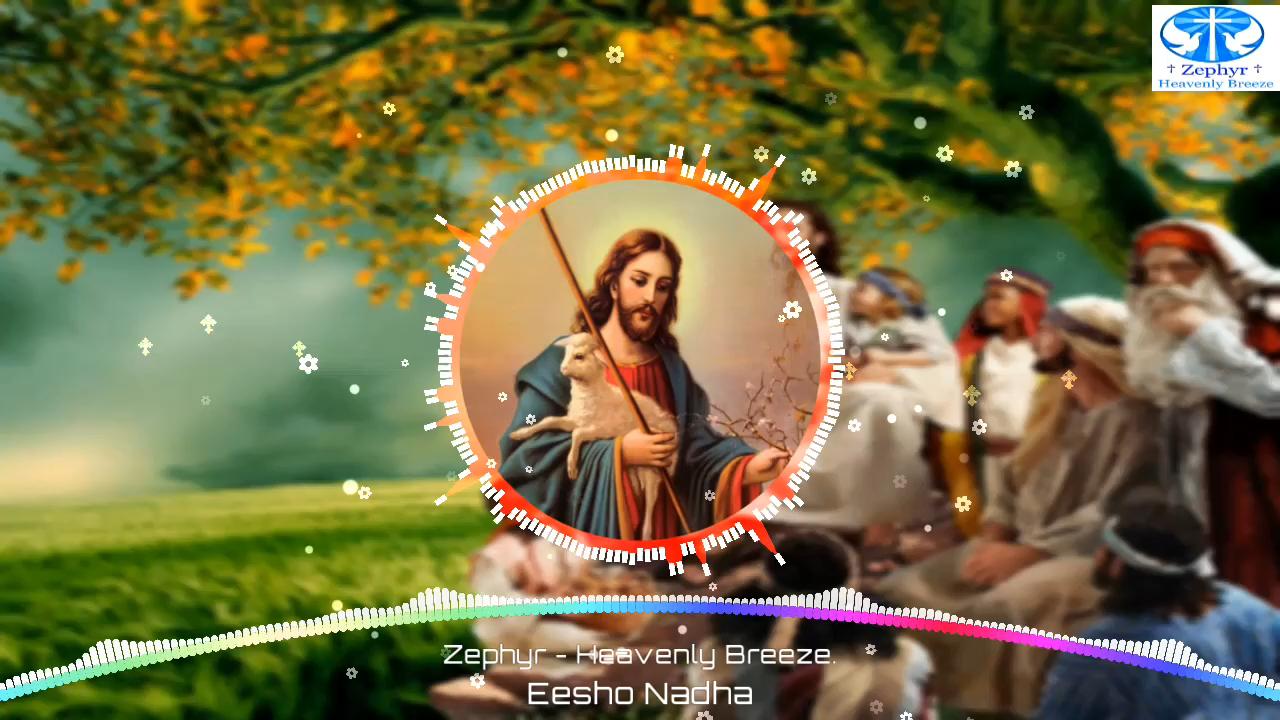 † Zephyr †
Heavenly Breeze
Zephyr - Heavenly Breeze.
Eesho Nadha